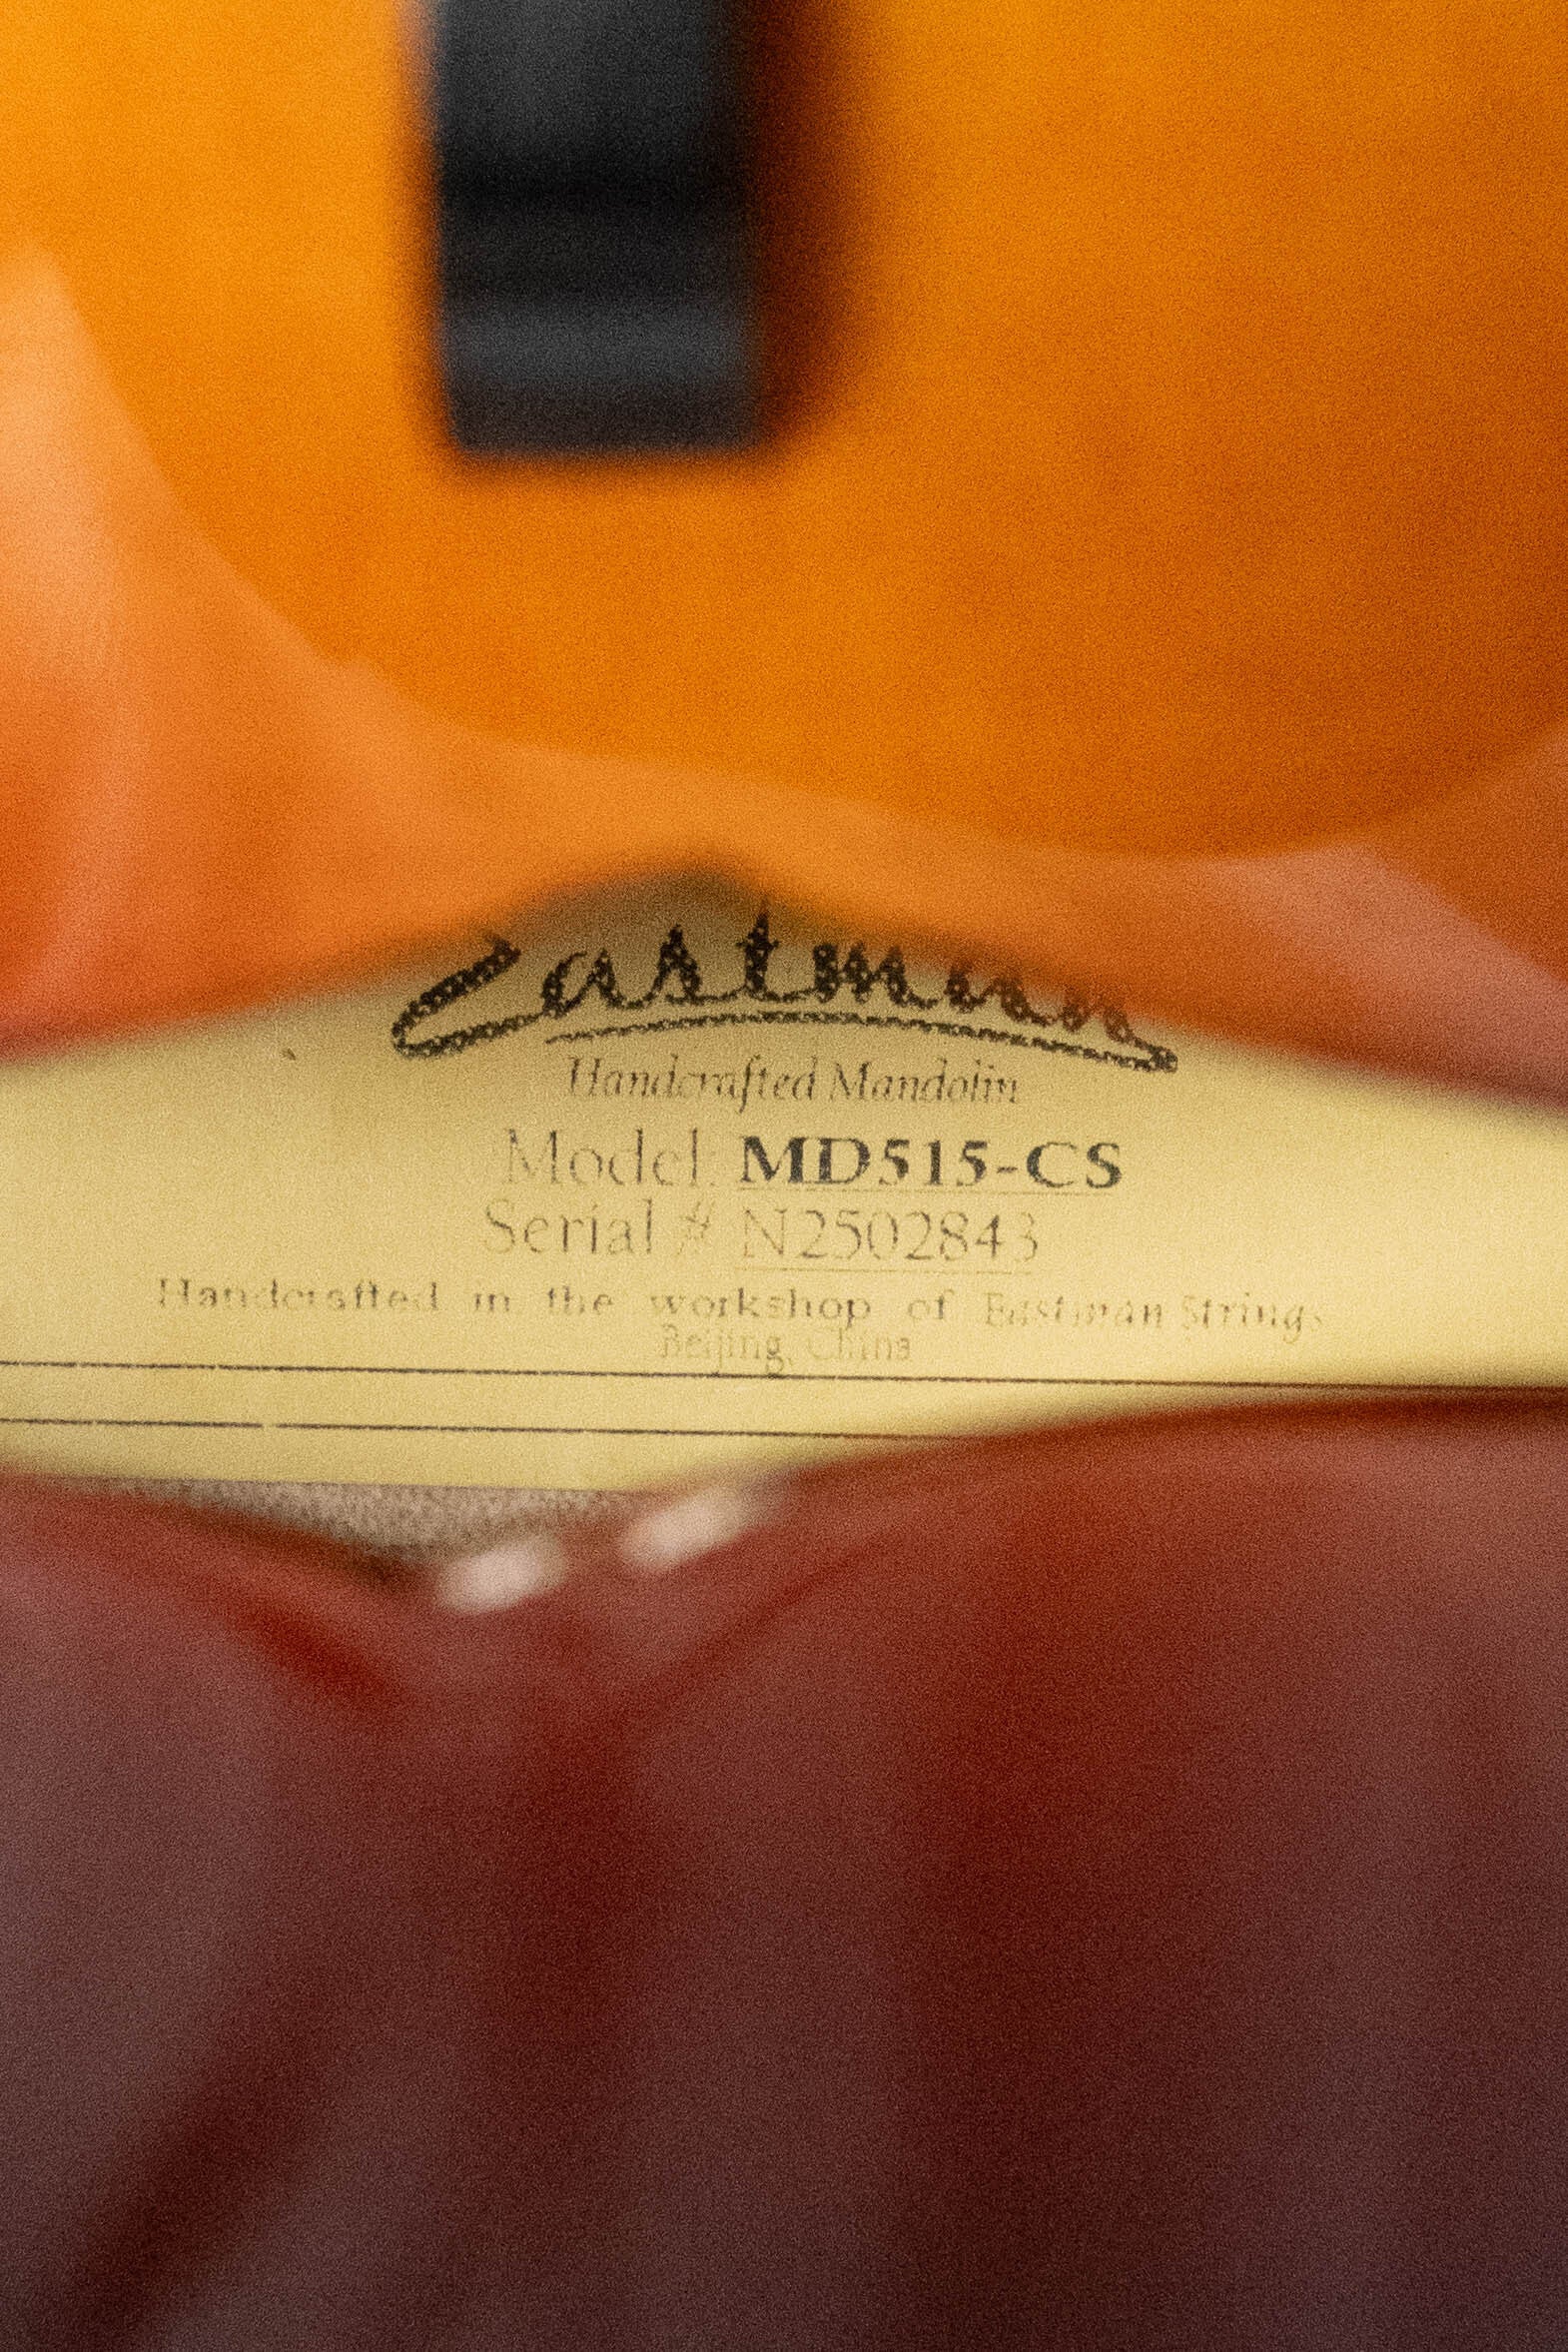 Eastman
Handcrafted Mandolin
Model: MD515-CS
Serial # N2502843
Handcrafted in the workshop of Eastman Strings
Beijing, China